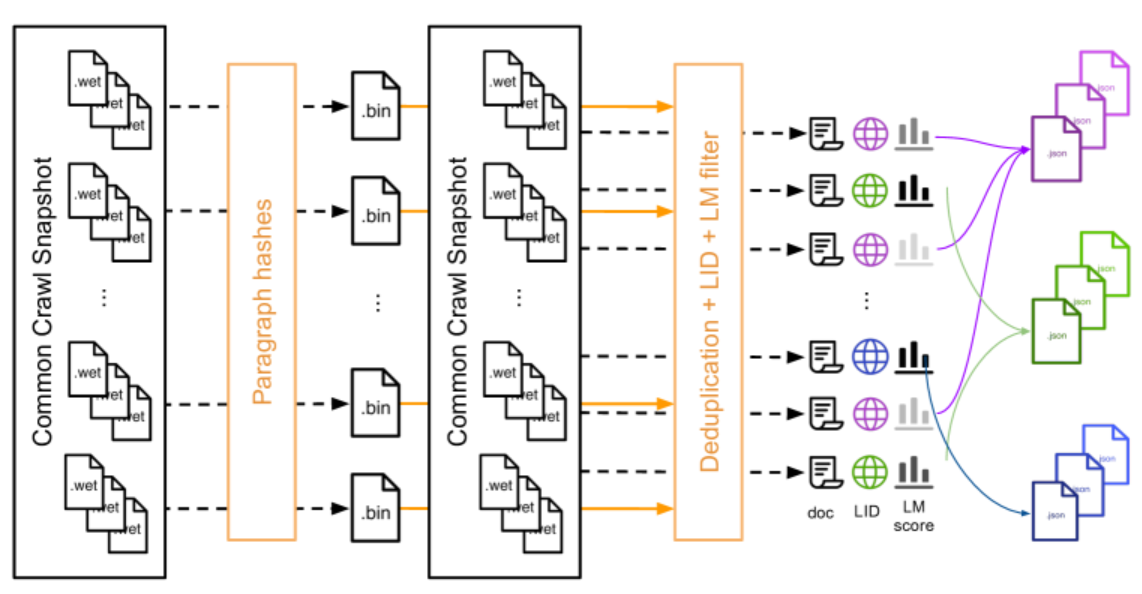 Common Crawl Snapshot
.wet
.wet
.wet
.wet
.wet
.wet
...
.wet
.wet
.wet
.wet
.wet
.wet
Paragraph hashes
.bin
.bin
...
.bin
.bin
Common Crawl Snapshot
.wet
.wet
.wet
.wet
.wet
.wet
...
.wet
.wet
.wet
.wet
.wet
.wet
Deduplication + LID + LM filter
...
doc
LID
LM
score
.json
.json
.json
.json
.json
.json
.json
.json
.json